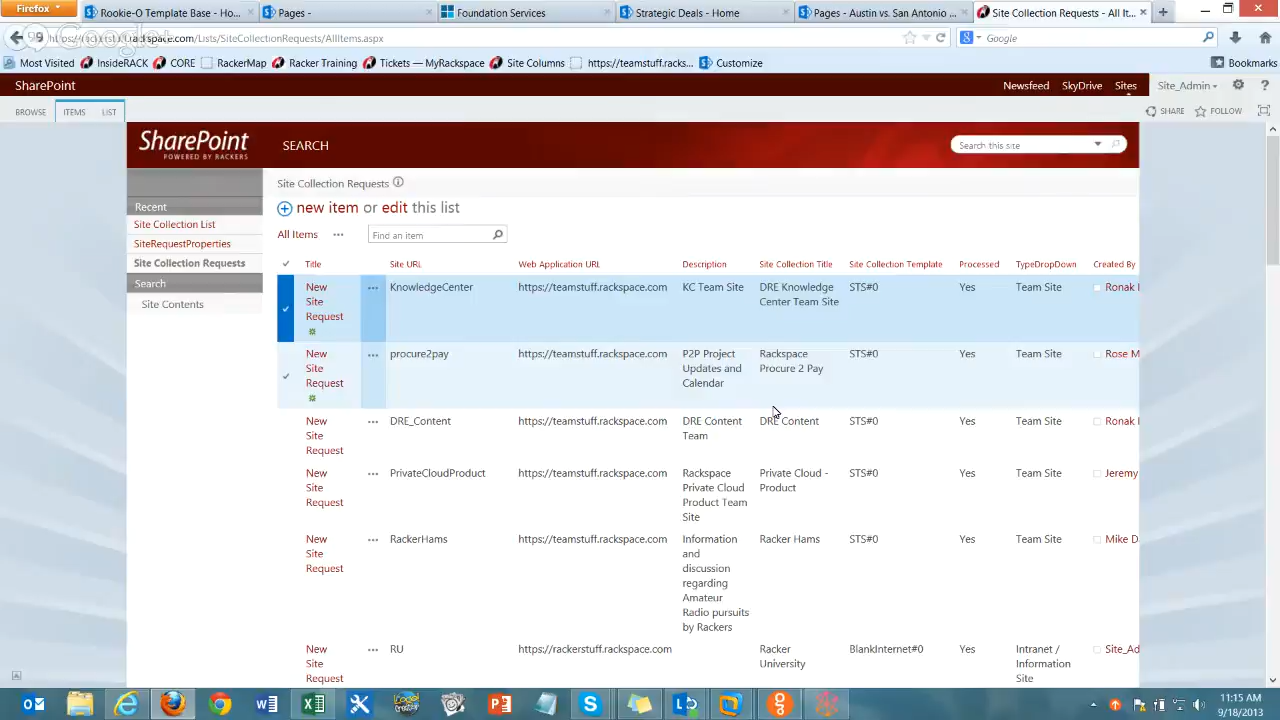 Firefox
Rookie-O Template Base - Ho...
Pages -
Foundation Services
Strategic Deals - Home
Pages - Austin vs. San Antonio ...
Site Collection Requests - All It...
rackspace.com/Lists/SiteCollectionRequests/AllItems.aspx
Google
Most Visited
InsideRACK
CORE
RackerMap
Racker Training
Tickets — MyRackspace
Site Columns
https://teamstuff.racks...
Customize
Bookmarks
SharePoint
Newsfeed
SkyDrive
Sites
Site_Admin
?
BROWSE
ITEMS
LIST
SHARE
FOLLOW
SharePoint
POWERED BY RACKERS
SEARCH
Search this site
Site Collection Requests
Recent
new item or edit this list
Site Collection List
All Items
...
Find an item
SiteRequestProperties
Site Collection Requests
Search
Site Contents
Title Site URL Web Application URL Description Site Collection Title Site Collection Template Processed TypeDropDown Created By
New Site Request ... KnowledgeCenter https://teamstuff.rackspace.com KC Team Site DRE Knowledge Center Team Site STS#0 Yes Team Site Ronak
New Site Request ... procure2pay https://teamstuff.rackspace.com P2P Project Updates and Calendar Rackspace Procure 2 Pay STS#0 Yes Team Site Rose M
New Site Request ... DRE_Content https://teamstuff.rackspace.com DRE Content Team DRE Content STS#0 Yes Team Site Ronak
New Site Request ... PrivateCloudProduct https://teamstuff.rackspace.com Rackspace Private Cloud Product Team Site Private Cloud - Product STS#0 Yes Team Site Jeremy
New Site Request ... RackerHams https://teamstuff.rackspace.com Information and discussion regarding Amateur Radio pursuits by Rackers Racker Hams STS#0 Yes Team Site Mike D
New Site Request ... RU https://rackerstuff.rackspace.com Racker University BlankInternet#0 Yes Intranet / Information Site Site_Ad
11:15 AM
9/18/2013